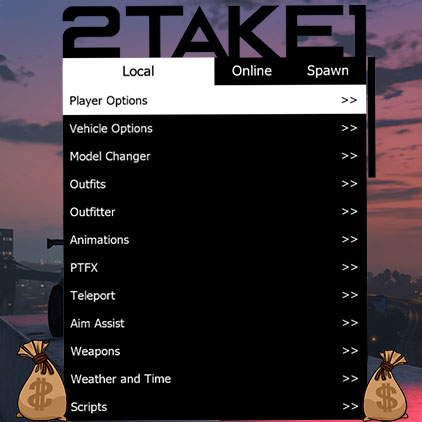 2TAKE1
Local Online Spawn
Player Options >>
Vehicle Options >>
Model Changer >>
Outfits >>
Outfitter >>
Animations >>
PTFX >>
Teleport >>
Aim Assist >>
Weapons >>
Weather and Time >>
Scripts >>
$ $